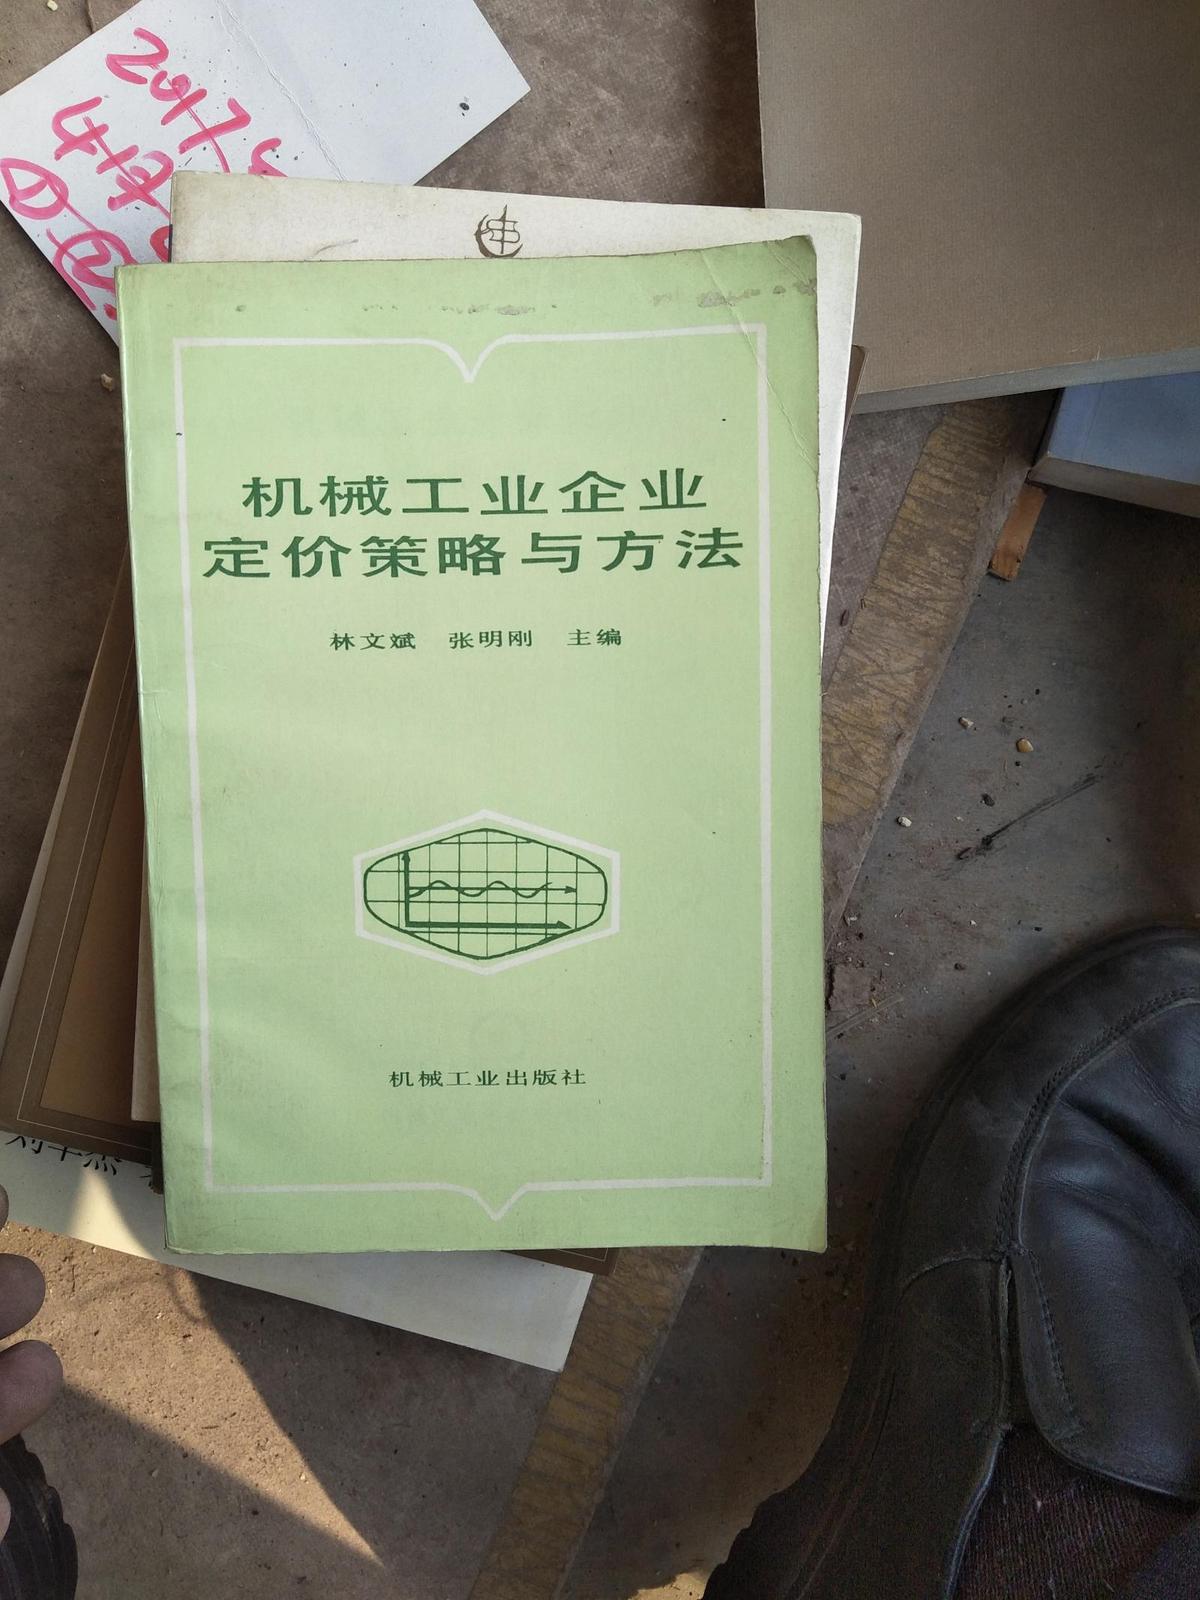 2017
机械工业企业
定价策略与方法
林文斌 张明刚 主编
机械工业出版社